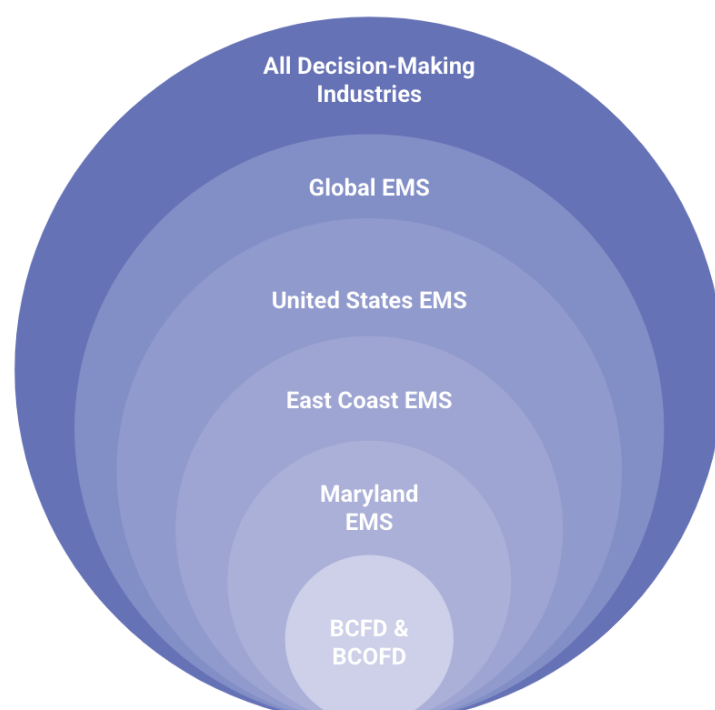 All Decision-Making
Industries
Global EMS
United States EMS
East Coast EMS
Maryland
EMS
BCFD &
BCOFD